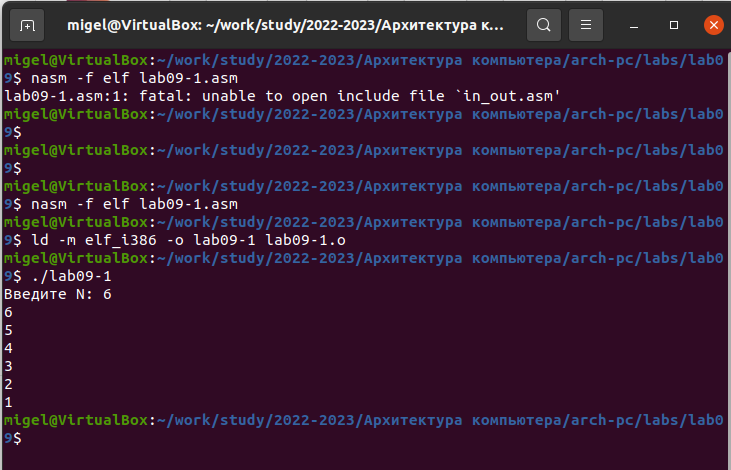 migel@VirtualBox: ~/work/study/2022-2023/Архитектура к...
migel@VirtualBox:~/work/study/2022-2023/Архитектура компьютера/arch-pc/labs/lab0
9$ nasm -f elf lab09-1.asm
lab09-1.asm:1: fatal: unable to open include file `in_out.asm'
migel@VirtualBox:~/work/study/2022-2023/Архитектура компьютера/arch-pc/labs/lab0
9$
migel@VirtualBox:~/work/study/2022-2023/Архитектура компьютера/arch-pc/labs/lab0
9$
migel@VirtualBox:~/work/study/2022-2023/Архитектура компьютера/arch-pc/labs/lab0
9$ nasm -f elf lab09-1.asm
migel@VirtualBox:~/work/study/2022-2023/Архитектура компьютера/arch-pc/labs/lab0
9$ ld -m elf_i386 -o lab09-1 lab09-1.o
migel@VirtualBox:~/work/study/2022-2023/Архитектура компьютера/arch-pc/labs/lab0
9$ ./lab09-1
Введите N: 6
6
5
4
3
2
1
migel@VirtualBox:~/work/study/2022-2023/Архитектура компьютера/arch-pc/labs/lab0
9$